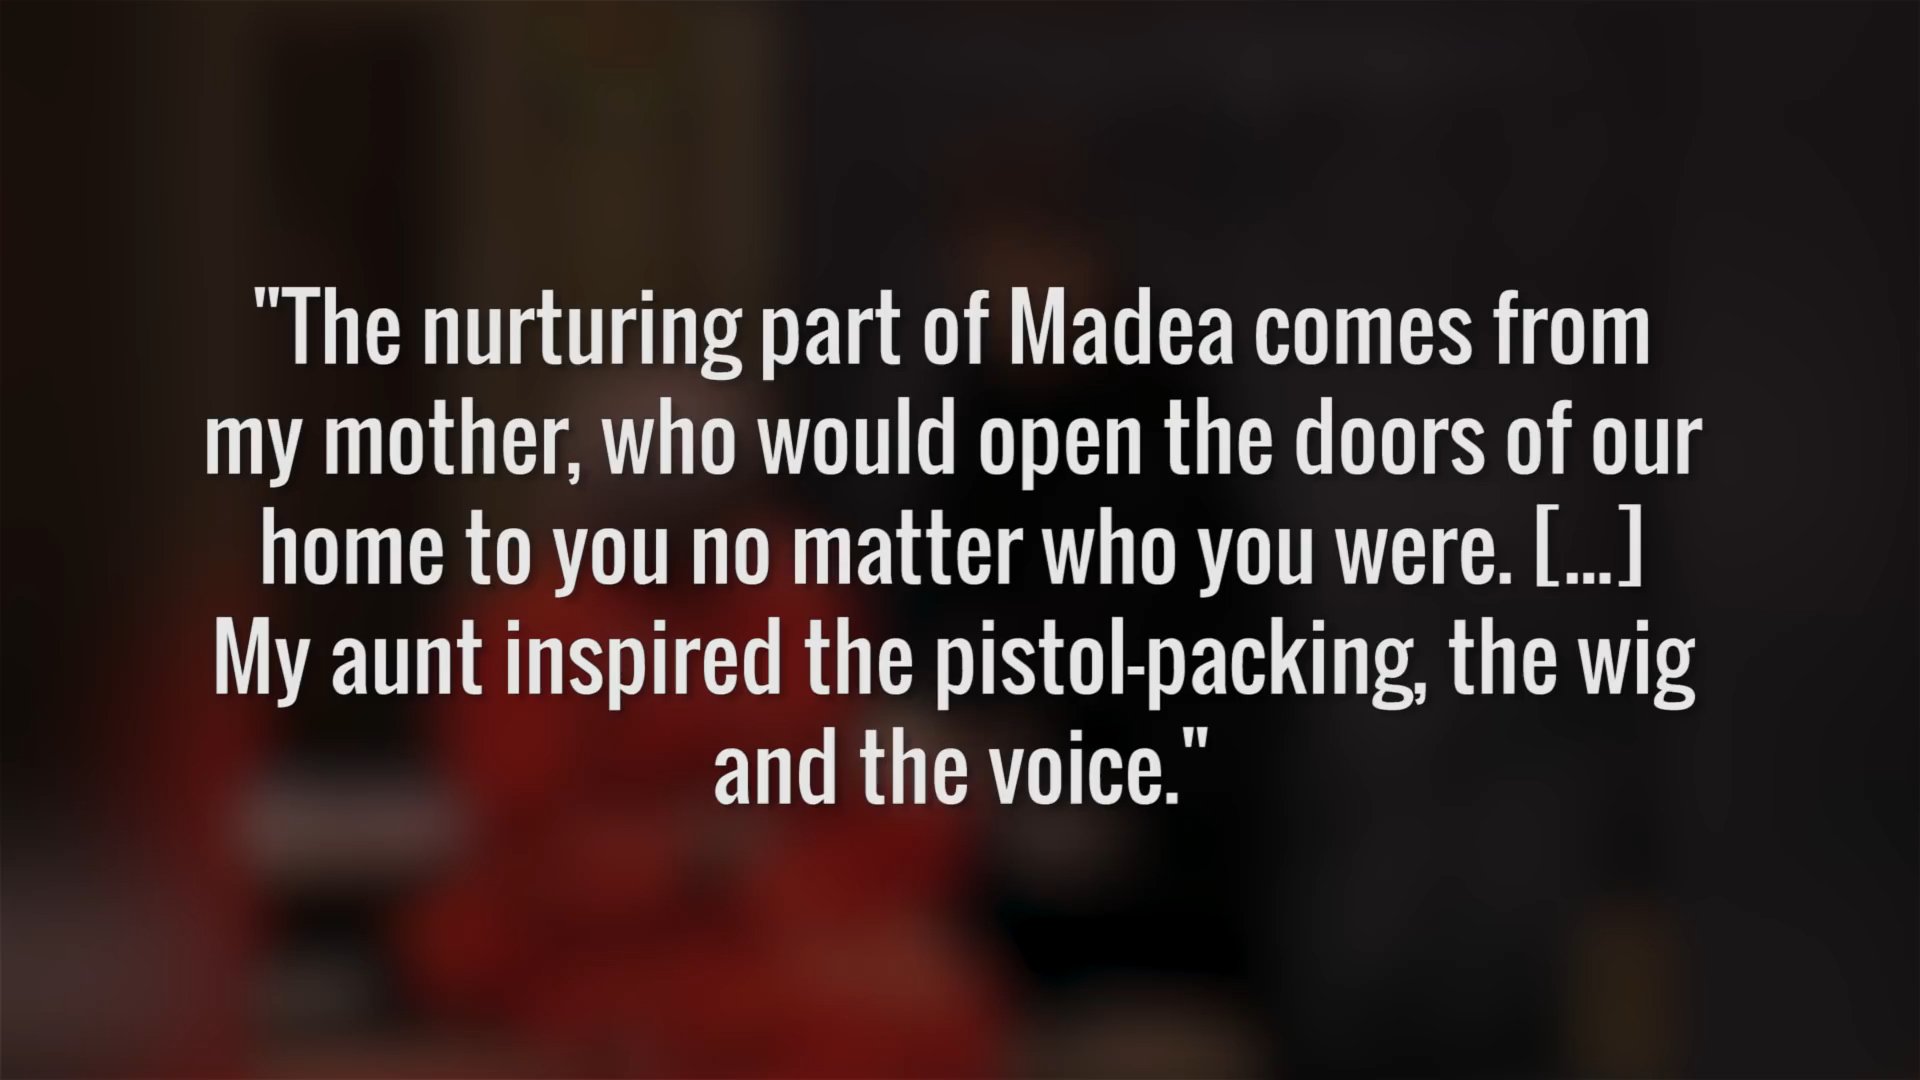 "The nurturing part of Madea comes from
my mother, who would open the doors of our
home to you no matter who you were. [...]
My aunt inspired the pistol-packing, the wig
and the voice."